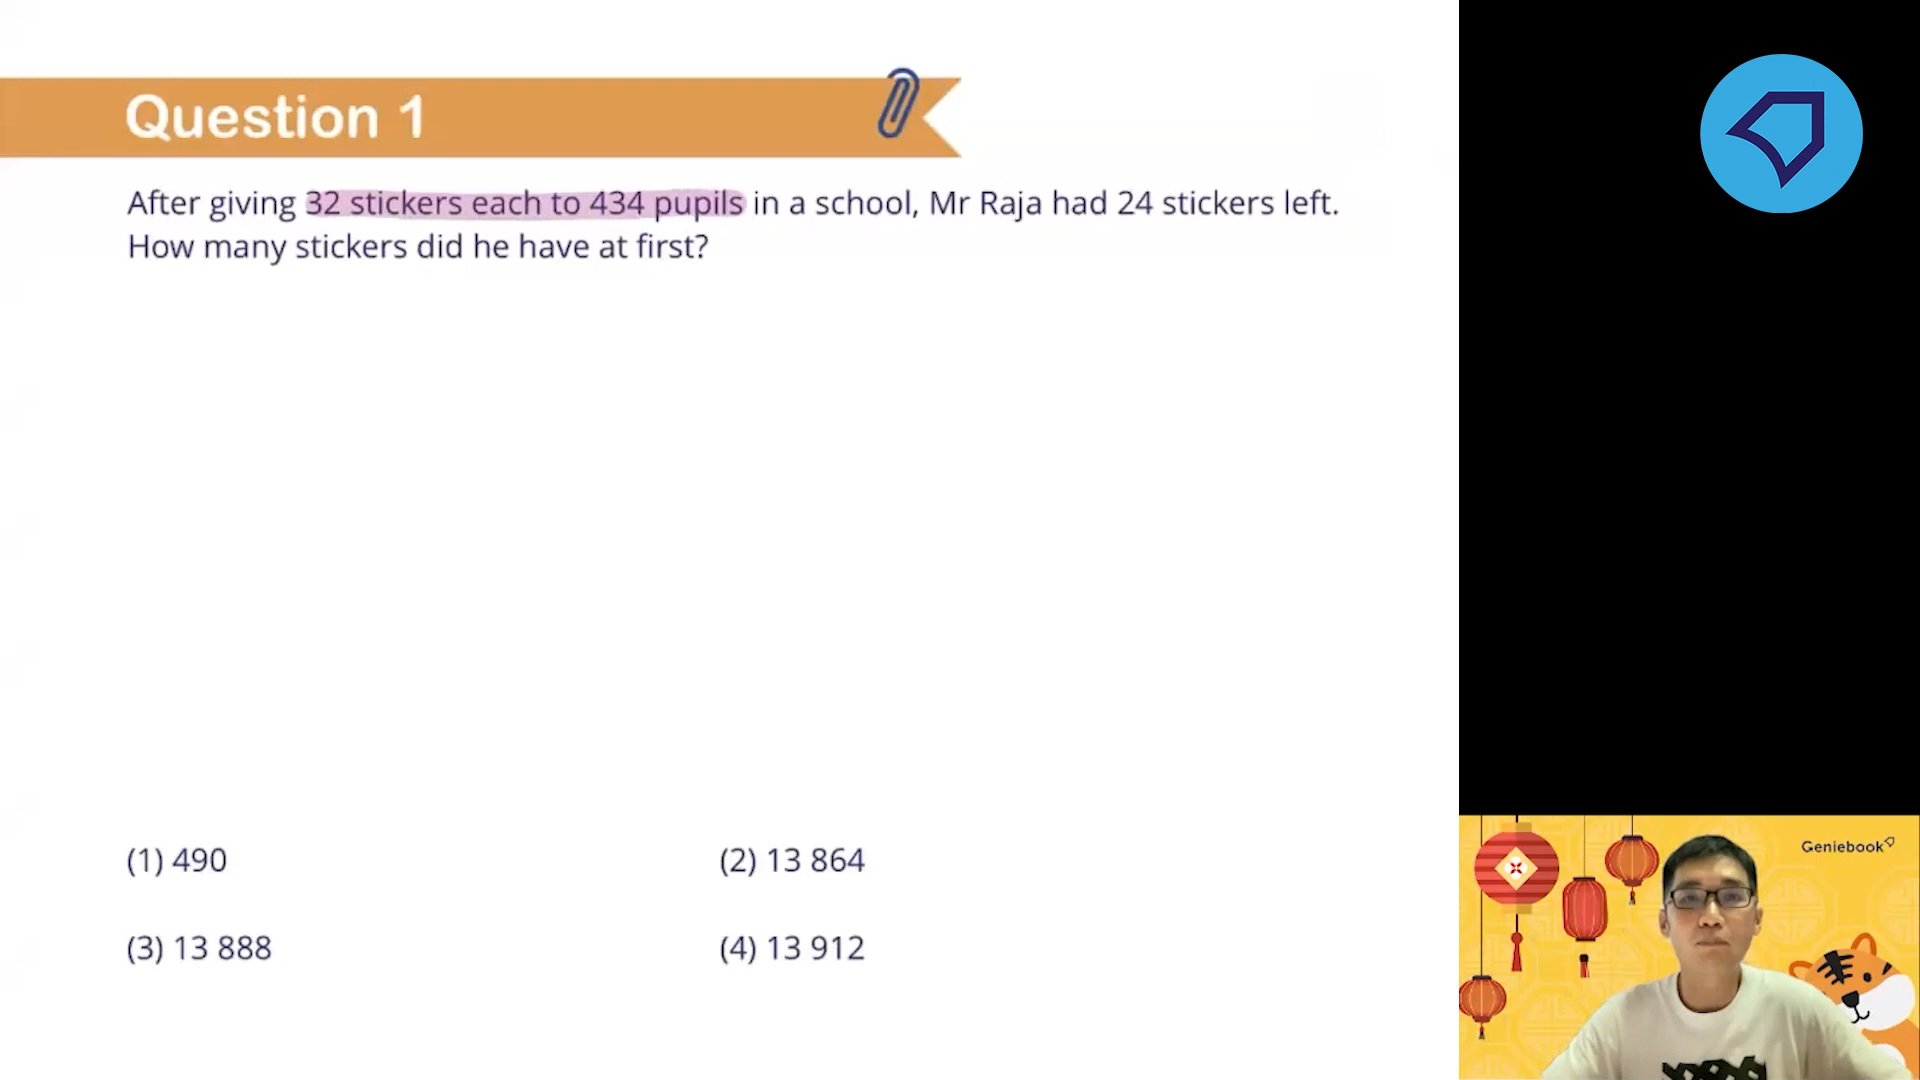 Question 1
After giving 32 stickers each to 434 pupils in a school, Mr Raja had 24 stickers left.
How many stickers did he have at first?
(1) 490
(2) 13 864
(3) 13 888
(4) 13 912
Geniebook